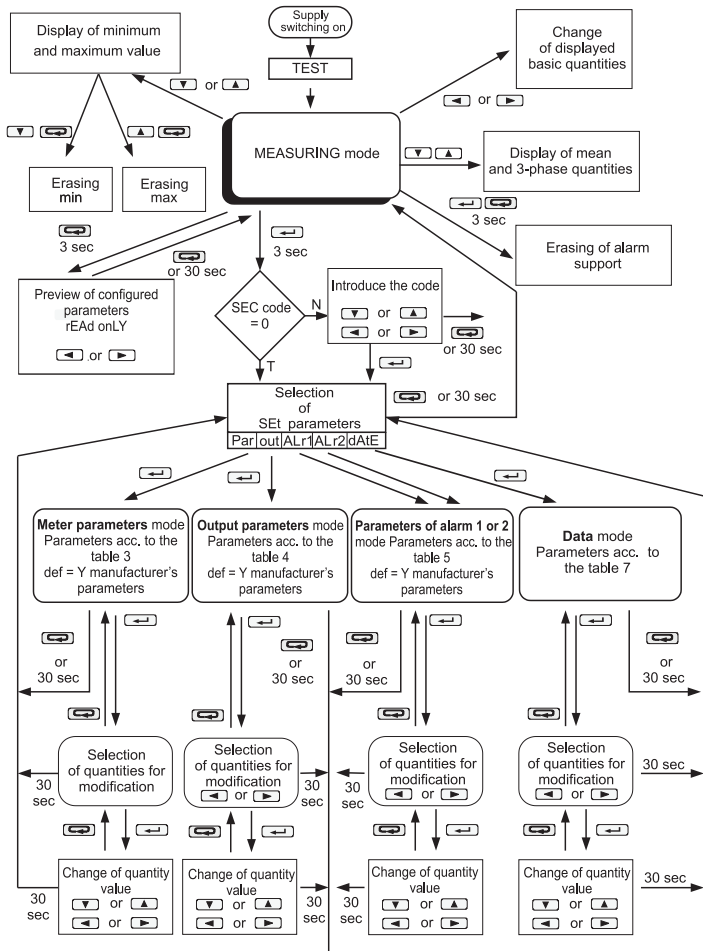 Supply
switching on
TEST
Display of minimum
and maximum value
Change
of displayed
basic quantities
or
or
MEASURING mode
Display of mean
and 3-phase quantities
Erasing
min
Erasing
max
3 sec
Erasing of alarm
support
3 sec
or 30 sec
3 sec
Preview of configured
parameters
rEAd onLY
or
SEC code
= 0
N
T
Introduce the code
or
or
or 30 sec
or 30 sec
Selection
of
SEt parameters
Par out ALr1 ALr2 dAtE
Meter parameters mode
Parameters acc. to the
table 3
def = Y manufacturer's
parameters
Output parameters mode
Parameters acc. to the
table 4
def = Y manufacturer's
parameters
Parameters of alarm 1 or 2
mode Parameters acc. to the
table 5
def = Y manufacturer's
parameters
Data mode
Parameters acc. to
the table 7
or
30 sec
or
30 sec
or
30 sec
or
30 sec
Selection
of quantities for
modification
Selection
of quantities for
modification
or
Selection
of quantities for
modification
or
Selection
of quantities for
modification
or
30
sec
30
sec
30
sec
30 sec
Change of quantity
value
or
or
Change of quantity
value
or
or
Change of quantity
value
or
or
Change of quantity
value
or
or
30
sec
30
sec
30
sec
30 sec